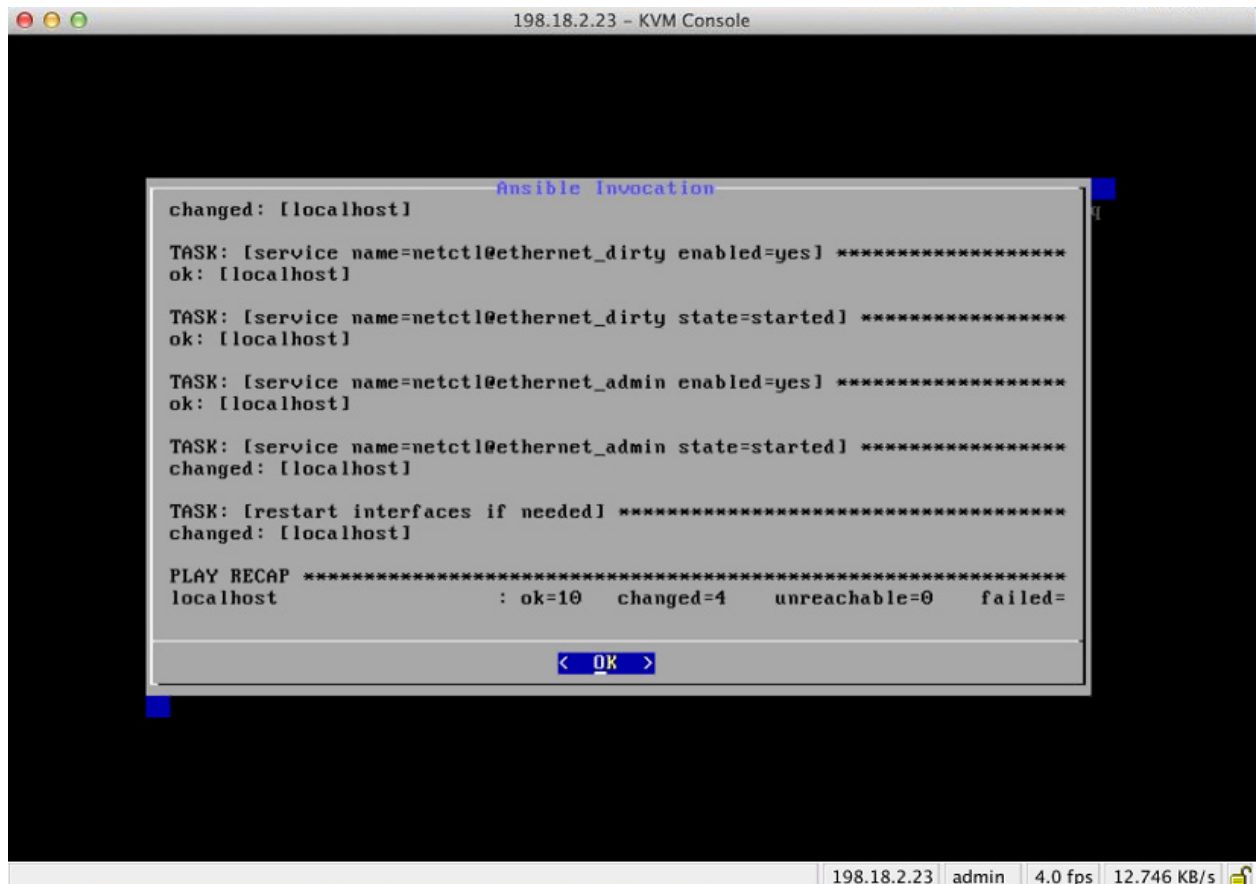 198.18.2.23 – KVM Console
Ansible Invocation
changed: [localhost]
q
TASK: [service name=netctl@ethernet_dirty enabled=yes] *******************
ok: [localhost]
TASK: [service name=netctl@ethernet_dirty state=started] *****************
ok: [localhost]
TASK: [service name=netctl@ethernet_admin enabled=yes] *******************
ok: [localhost]
TASK: [service name=netctl@ethernet_admin state=started] *****************
changed: [localhost]
TASK: [restart interfaces if needed] *************************************
changed: [localhost]
PLAY RECAP ***************************************************************
localhost : ok=10 changed=4 unreachable=0 failed=
< OK >
198.18.2.23 admin 4.0 fps 12.746 KB/s